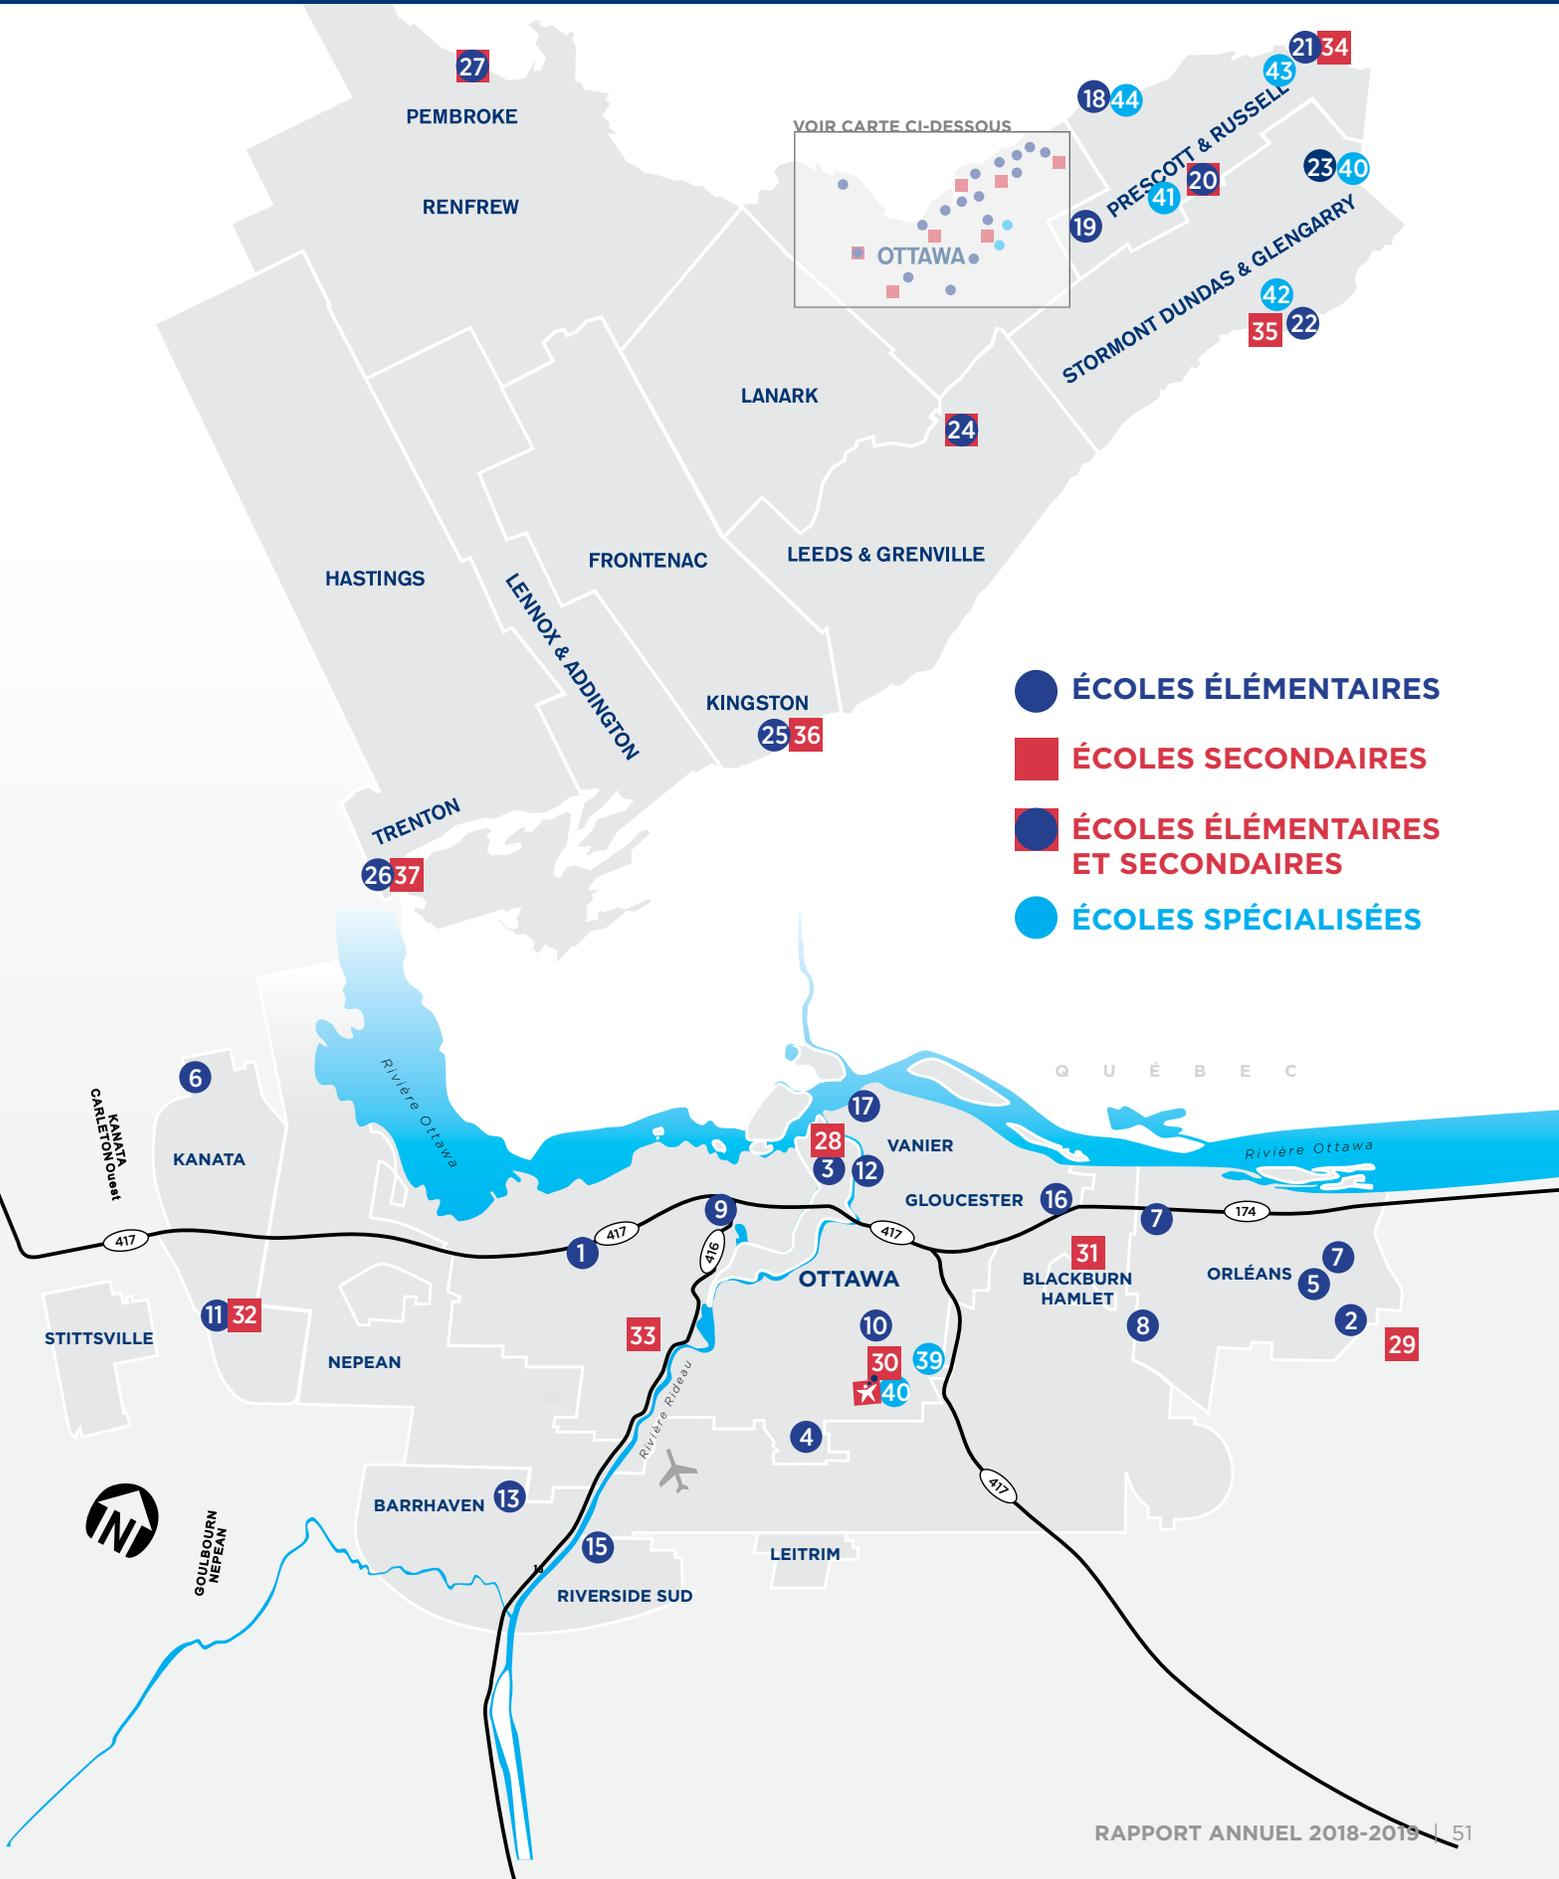 27
PEMBROKE
RENFREW
VOIR CARTE CI-DESSOUS
OTTAWA
21 34
43
18 44
PRESCOTT & RUSSELL
20
41
19
23 40
STORMONT DUNDAS & GLENGARRY
42
35 22
LANARK
24
HASTINGS
LENNOX & ADDINGTON
FRONTENAC
LEEDS & GRENVILLE
KINGSTON
25 36
TRENTON
26 37
ÉCOLES ÉLÉMENTAIRES
ÉCOLES SECONDAIRES
ÉCOLES ÉLÉMENTAIRES
ET SECONDAIRES
ÉCOLES SPÉCIALISÉES
QUÉBEC
6
KANATA
CARLETON Ouest
KANATA
Rivière Ottawa
17
28
VANIER
3 12
Rivière Ottawa
GLOUCESTER 16
9
7
174
417
417
417
416
1
31
BLACKBURN
HAMLET
ORLÉANS
7
5
OTTAWA
11 32
STITTSVILLE
NEPEAN
33
10
8
2
29
30 39
40
Rivière Rideau
4
417
N
BARRHAVEN 13
GOULBOURN
NEPEAN
15
16
LEITRIM
RIVERSIDE SUD
RAPPORT ANNUEL 2018-2019 | 51